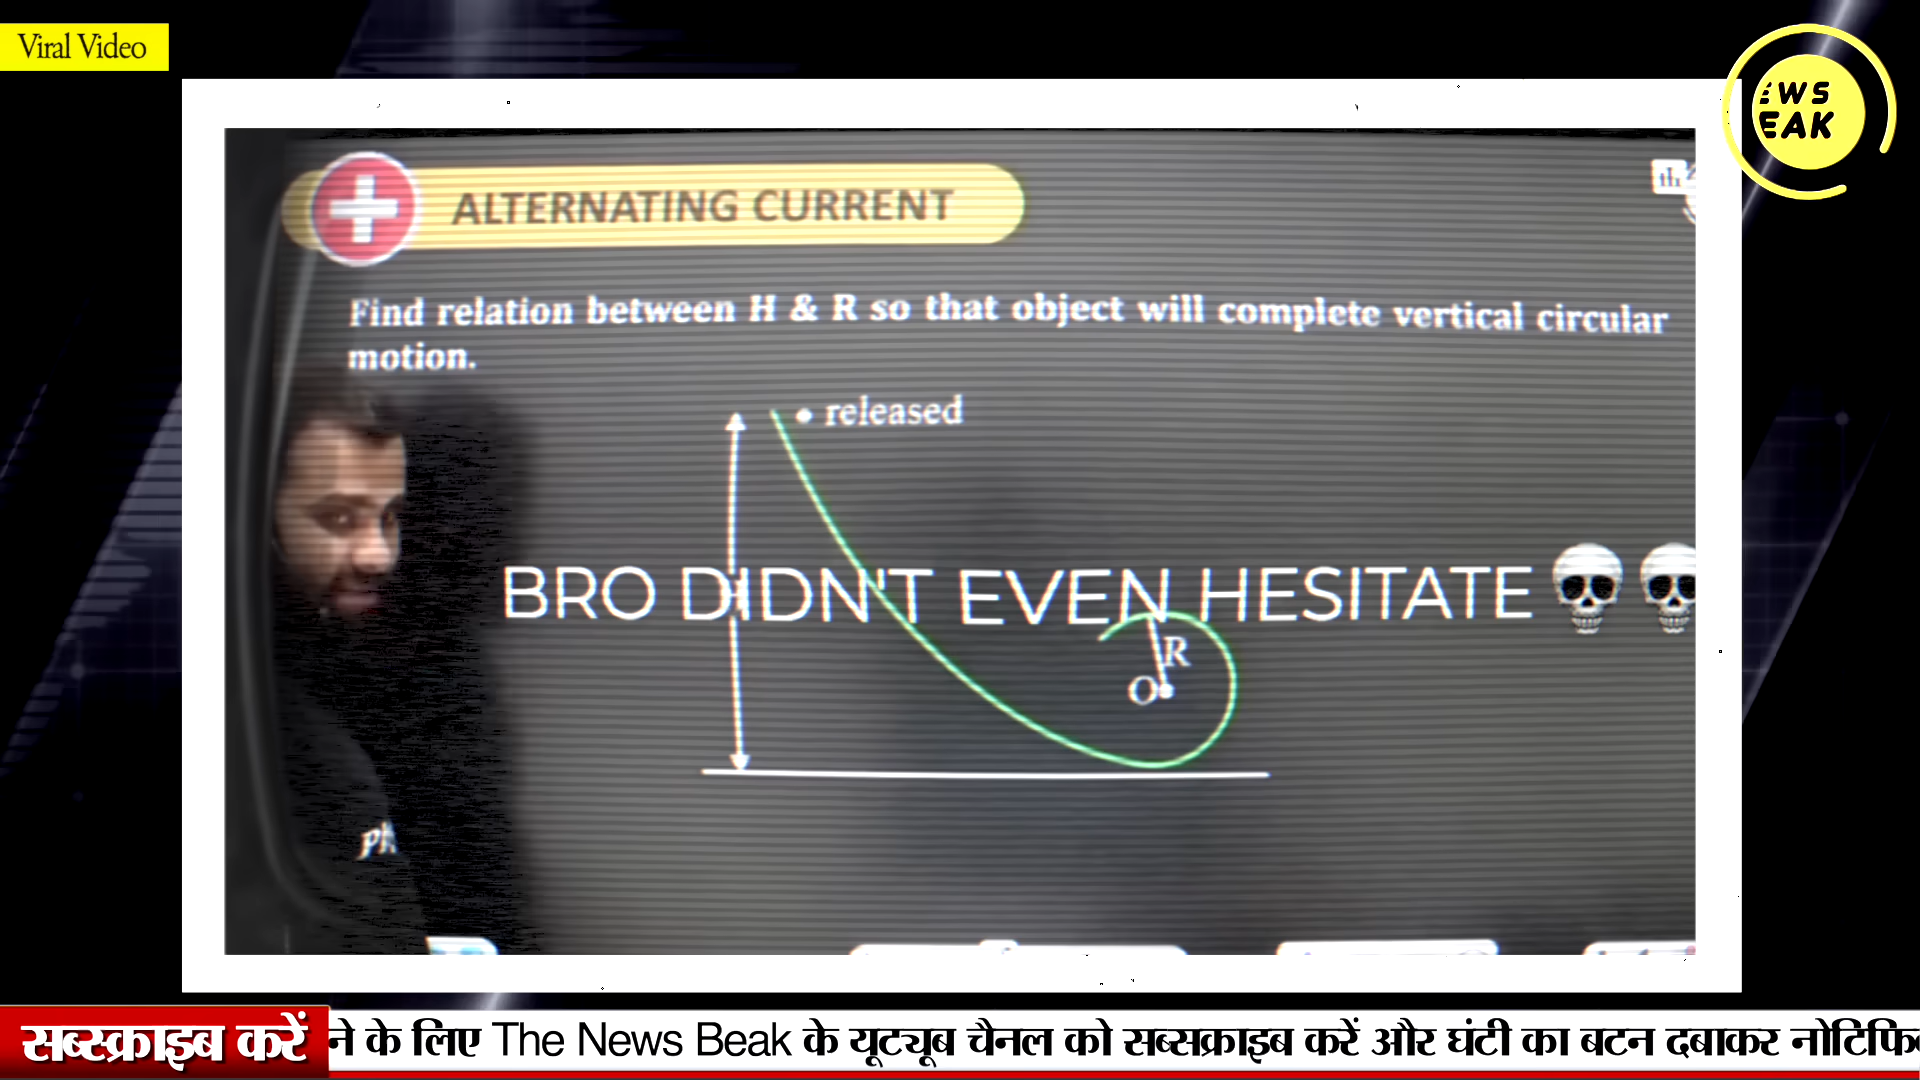 Viral Video
EWS
EAK
ALTERNATING CURRENT
Find relation between H & R so that object will complete vertical circular
motion.
• released
BRO DIDN'T EVEN HESITATE 💀💀
H
R
O
सब्स्क्राइब करें
ने के लिए The News Beak के यूट्यूब चैनल को सब्सक्राइब करें और घंटी का बटन दबाकर नोटिफि